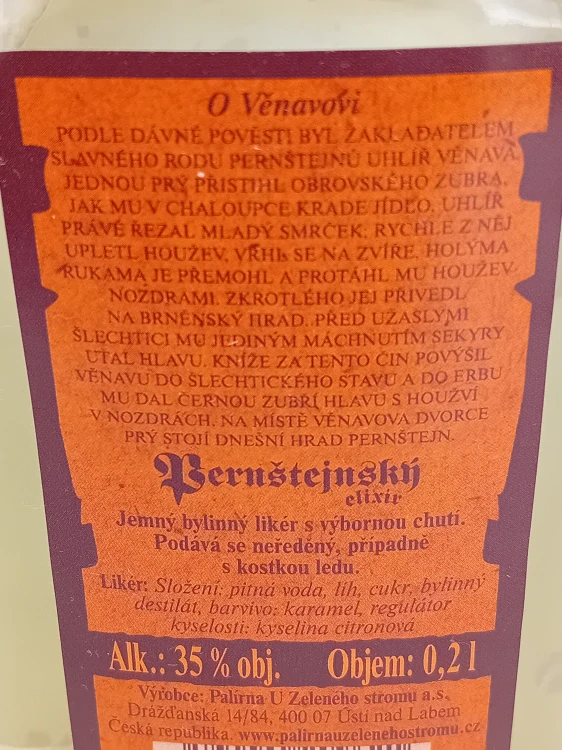 O Věnavovi
PODLE DÁVNÉ POVĚSTI BYL ZAKLADATELEM
SLAVNÉHO RODU PERNŠTEJNŮ UHLÍŘ VĚNAVA.
JEDNOU PRÝ PŘISTIHL OBROVSKÉHO ZUBRA,
JAK MU V CHALOUPCE KRADE JÍDLO. UHLÍŘ
PRÁVĚ ŘEZAL MLADÝ SMRČEK, RYCHLE Z NĚJ
UPLETL HOUŽEV, VRHL SE NA ZVÍŘE, HOLÝMA
RUKAMA JE PŘEMOHL A PROTÁHL MU HOUŽEV
NOZDRAMI. ZKROTLÉHO JEJ PŘIVEDL
NA BRNĚNSKÝ HRAD. PŘED UŽASLÝMI
ŠLECHTICI MU JEDINÝM MÁCHNUTÍM SEKYRY
UŤAL HLAVU. KNÍŽE ZA TENTO ČIN POVÝŠIL
VĚNAVU DO ŠLECHTICKÉHO STAVU A DO ERBU
MU DAL ČERNOU ZUBŘÍ HLAVU S HOUŽVÍ
V NOZDRÁCH. NA MÍSTĚ VĚNAVOVA DVORCE
PRÝ STOJÍ DNEŠNÍ HRAD PERNŠTEJN.
Pernštejnský
elixír
Jemný bylinný likér s výbornou chutí.
Podává se neředěný, případně
s kostkou ledu.
Likér: Složení: pitná voda, líh, cukr, bylinný
destilát, barvivo: karamel, regulátor
kyselosti: kyselina citronová
Alk.: 35 % obj. Objem: 0,2 l
Výrobce: Palírna U Zeleného stromu a.s.
Drážďanská 14/84, 400 07 Ústí nad Labem
Česká republika. www.palirnauzelenehostromu.cz